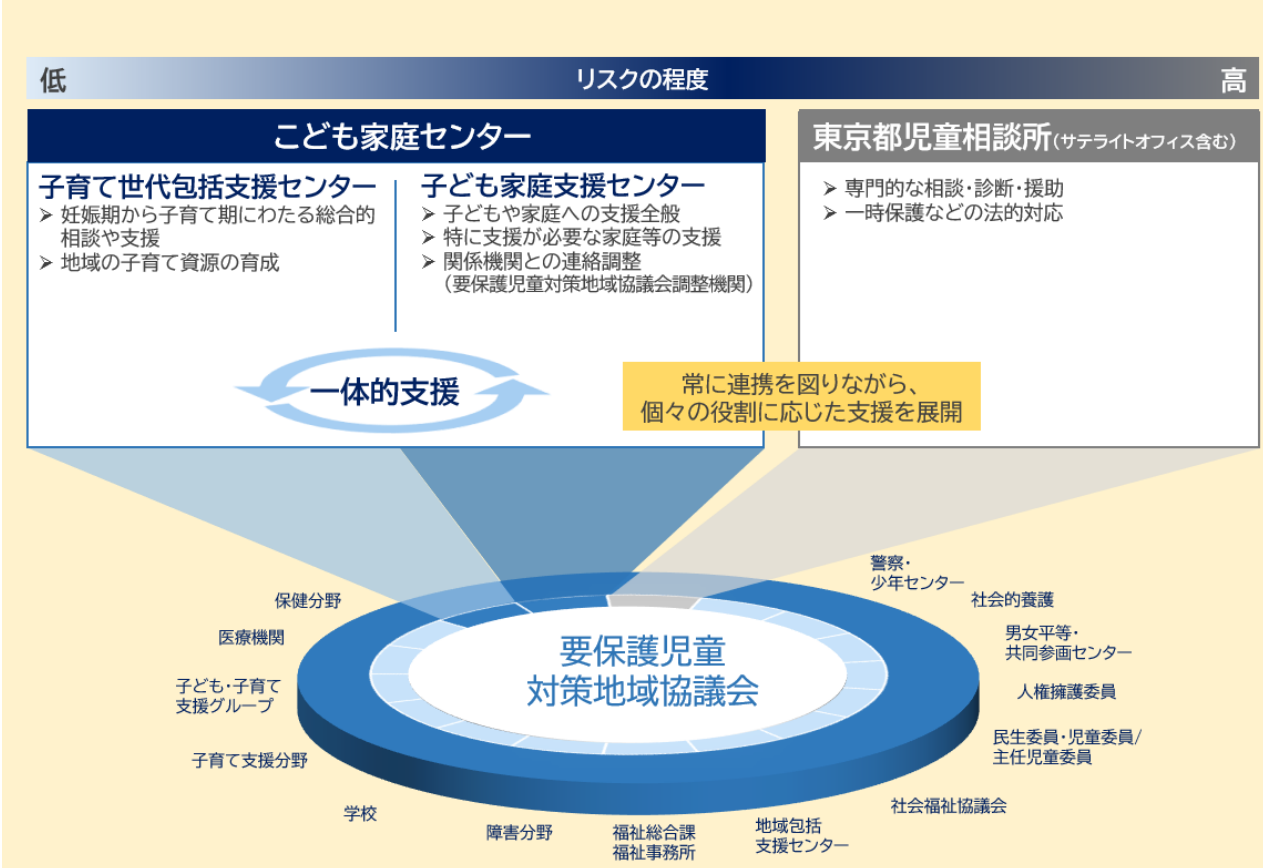 低
リスクの程度
高
こども家庭センター
子育て世代包括支援センター
➢ 妊娠期から子育て期にわたる総合的
相談や支援
➢ 地域の子育て資源の育成
子ども家庭支援センター
➢ 子どもや家庭への支援全般
➢ 特に支援が必要な家庭等の支援
➢ 関係機関との連絡調整
（要保護児童対策地域協議会調整機関）
一体的支援
東京都児童相談所(サテライトオフィス含む)
➢ 専門的な相談・診断・援助
➢ 一時保護などの法的対応
常に連携を図りながら、
個々の役割に応じた支援を展開
要保護児童
対策地域協議会
保健分野
医療機関
子ども・子育て
支援グループ
子育て支援分野
学校
障害分野
福祉総合課
福祉事務所
地域包括
支援センター
社会福祉協議会
民生委員・児童委員/
主任児童委員
人権擁護委員
男女平等・
共同参画センター
社会的養護
警察・
少年センター